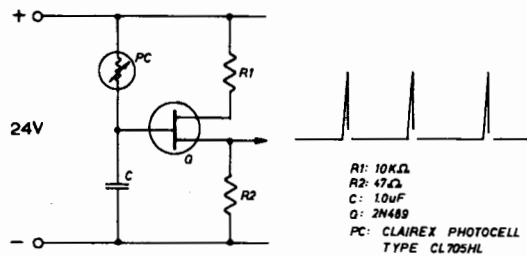 +
PC
R1
24V
Q
C
R2
−
R1: 10KΩ
R2: 47Ω
C: 1.0uF
Q: 2N489
PC: CLAIREX PHOTOCELL
TYPE CL705HL